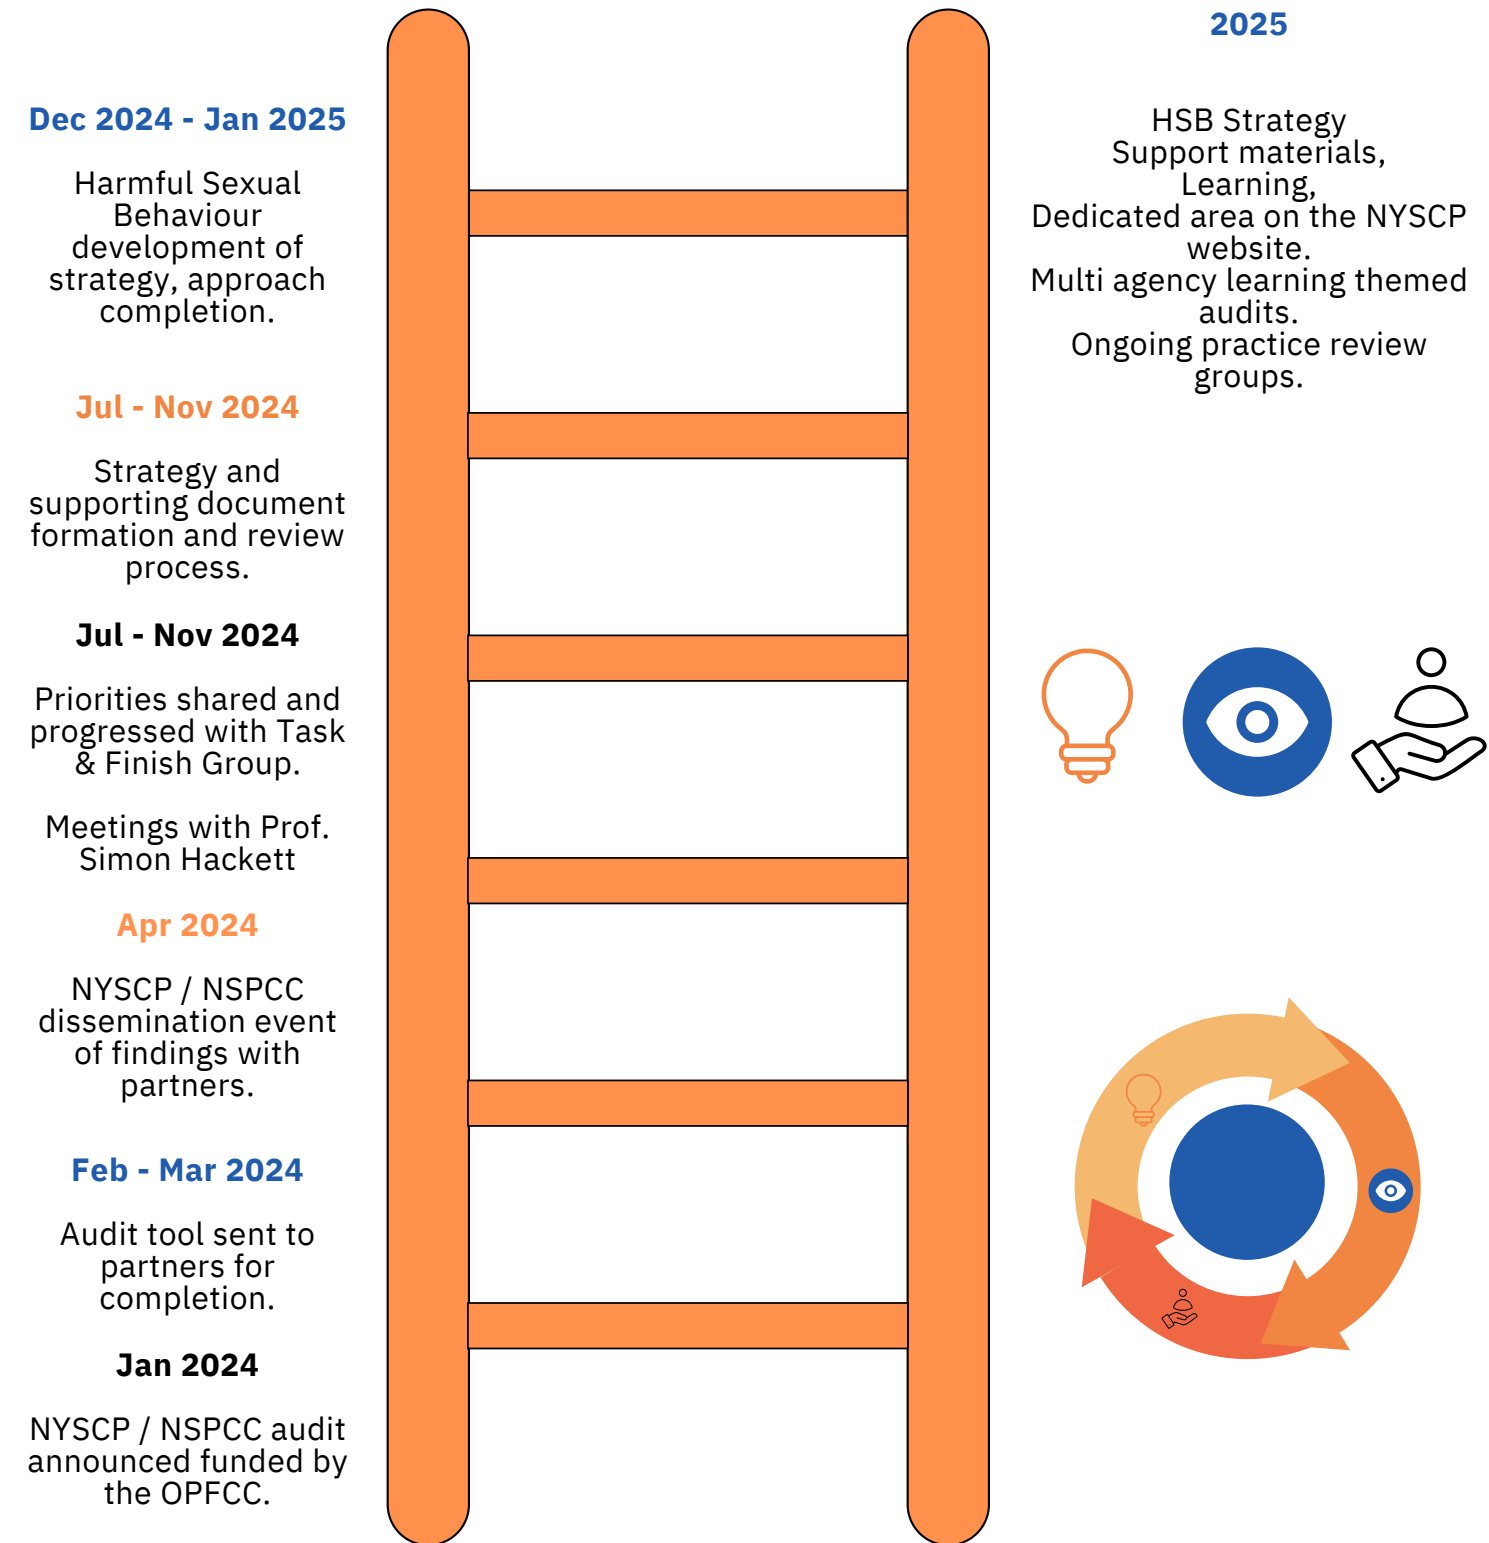 Dec 2024 - Jan 2025
Harmful Sexual
Behaviour
development of
strategy, approach
completion.
Jul - Nov 2024
Strategy and
supporting document
formation and review
process.
Jul - Nov 2024
Priorities shared and
progressed with Task
& Finish Group.
Meetings with Prof.
Simon Hackett
Apr 2024
NYSCP / NSPCC
dissemination event
of findings with
partners.
Feb - Mar 2024
Audit tool sent to
partners for
completion.
Jan 2024
NYSCP / NSPCC audit
announced funded by
the OPFCC.
2025
HSB Strategy
Support materials,
Learning,
Dedicated area on the NYSCP
website.
Multi agency learning themed
audits.
Ongoing practice review
groups.